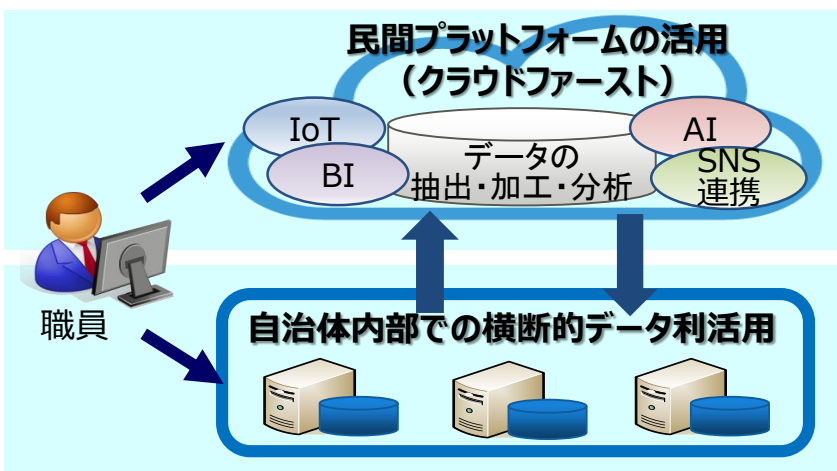 民間プラットフォームの活用
（クラウドファースト）
IoT
BI
データの
抽出・加工・分析
AI
SNS
連携
職員
自治体内部での横断的データ利活用